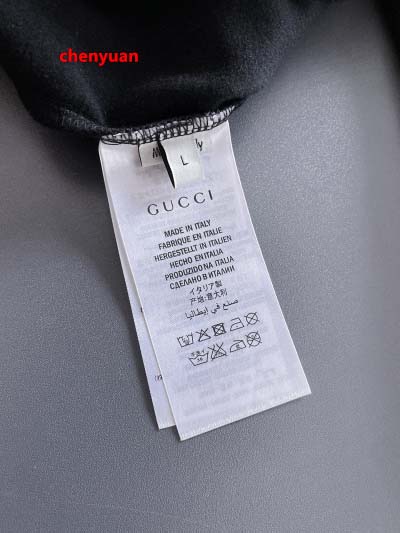 chenyuan
L
GUCCI
MADE IN ITALY
FABRIQUE EN ITALIE
HERGESTELLT IN ITALIEN
HECHO EN ITALIA
PRODUZIDO NA ITALIA
СДЕЛАНО В ИТАЛИИ
イタリア製
产地:意大利
صنع في إيطاليا